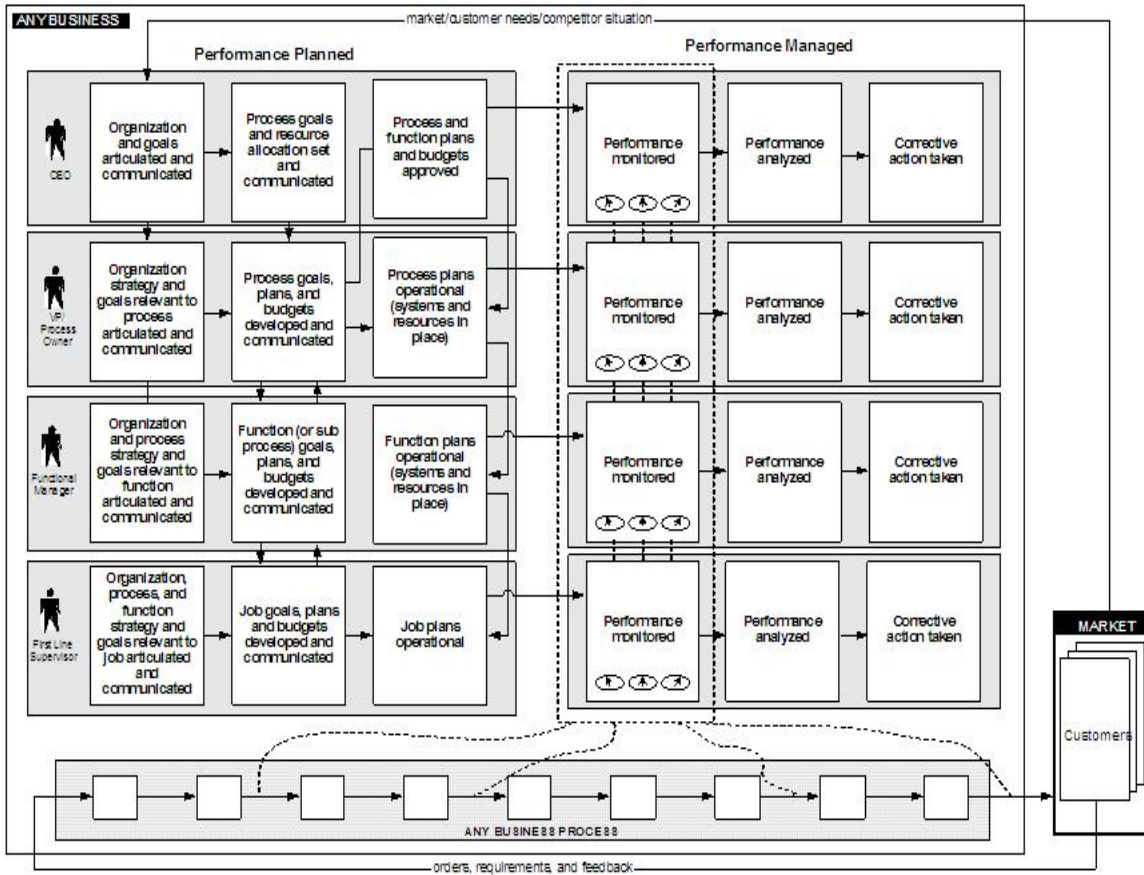 ANY BUSINESS
market/customer needs/competitor situation
Performance Planned
Performance Managed
CEO
Organization
and goals
articulated and
communicated
Process goals
and resource
allocation set
and
communicated
Process and
function plans
and budgets
approved
Performance
monitored
Performance
analyzed
Corrective
action taken
VP/
Process
Owner
Organization
strategy and
goals relevant to
process
articulated and
communicated
Process goals,
plans, and
budgets
developed and
communicated
Process plans
operational
(systems and
resources in
place)
Performance
monitored
Performance
analyzed
Corrective
action taken
Functional
Manager
Organization
and process
strategy and
goals relevant to
function
articulated and
communicated
Function (or sub
process) goals,
plans, and
budgets
developed and
communicated
Function plans
operational
(systems and
resources in
place)
Performance
monitored
Performance
analyzed
Corrective
action taken
First Line
Supervisor
Organization,
process, and
function
strategy and
goals relevant to
job articulated
and
communicated
Job goals, plans
and budgets
developed and
communicated
Job plans
operational
Performance
monitored
Performance
analyzed
Corrective
action taken
MARKET
Customers
ANY BUSINESS PROCESS
orders, requirements, and feedback